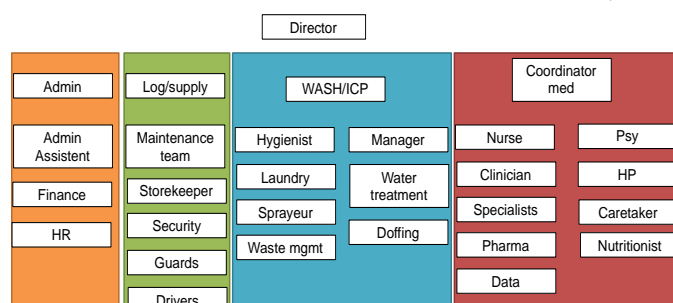 Director
Admin
Admin
Assistent
Finance
HR
Log/supply
Maintenance
team
Storekeeper
Security
Guards
Drivers
WASH/ICP
Hygienist
Laundry
Sprayeur
Waste mgmt
Manager
Water
treatment
Doffing
Coordinator
med
Nurse
Clinician
Specialists
Pharma
Data
Psy
HP
Caretaker
Nutritionist